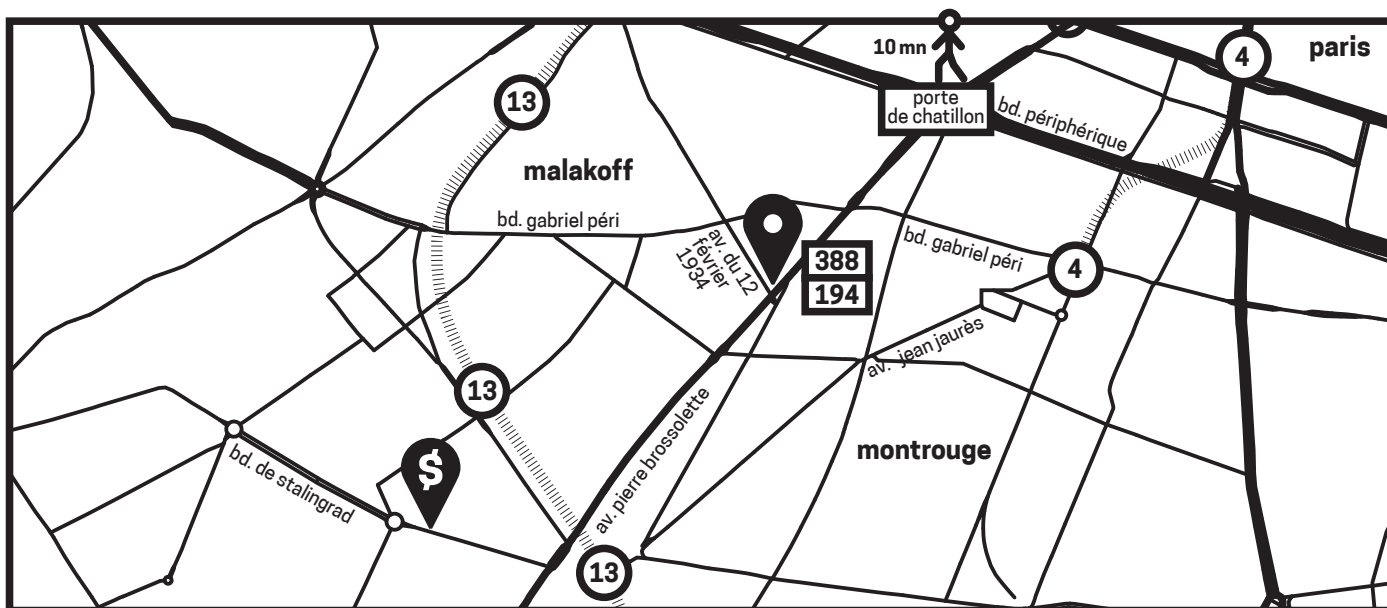 10 mn
4
paris
13
porte
de chatillon
bd. périphérique
malakoff
bd. gabriel péri
av. du 12
février
1934
388
194
bd. gabriel péri
4
av. jean jaurès
13
montrouge
$
bd. de stalingrad
av. pierre brossolette
13